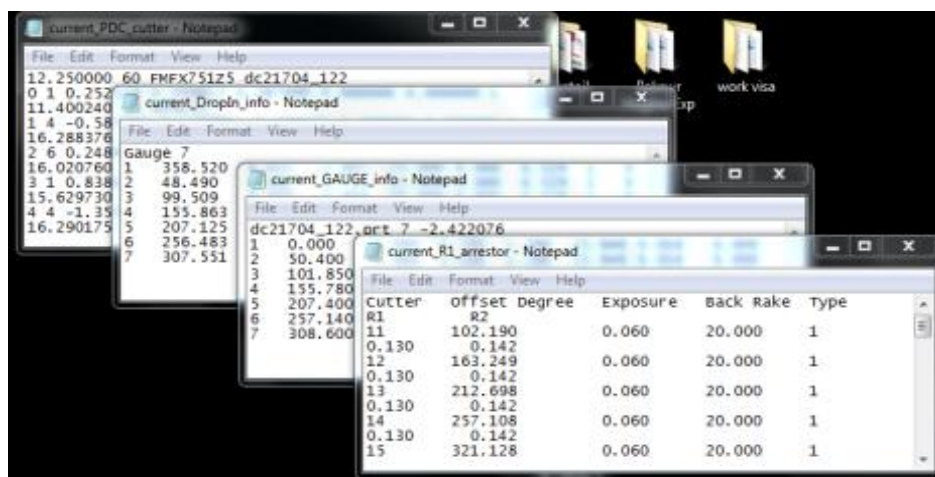 current_PDC_cutter - Notepad
File Edit Format View Help
12.250000 60 FMFX751Z5 dc21704_122
0 1 0.252
11.400240
1 4 -0.58
16.288376
2 6 0.248
16.020760
3 1 0.838
15.629730
4 4 -1.35
16.290175
current_DropIn_info - Notepad
File Edit Format View Help
Gauge 7
1 358.520
2 48.490
3 99.509
4 155.863
5 207.125
6 256.483
7 307.551
current_GAUGE_info - Notepad
File Edit Format View Help
dc21704_122.prt 7 -2.422076
1 0.000
2 50.400
3 101.850
4 155.780
5 207.400
6 257.140
7 308.600
current_R1_arrestor - Notepad
File Edit Format View Help
Cutter Offset Degree Exposure Back Rake Type
R1 R2
11 102.190 0.060 20.000 1
0.130 0.142
12 163.249 0.060 20.000 1
0.130 0.142
13 212.698 0.060 20.000 1
0.130 0.142
14 257.108 0.060 20.000 1
0.130 0.142
15 321.128 0.060 20.000 1
work visa
Exp